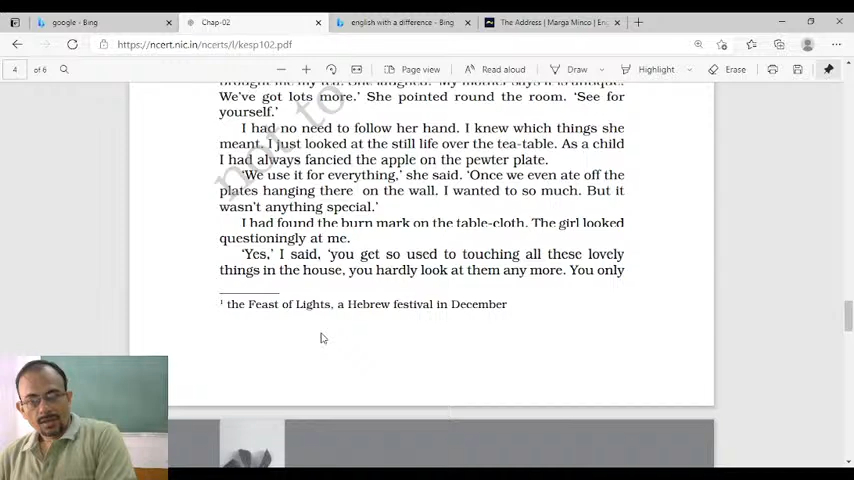 google - Bing
Chap-02
english with a difference - Bing
The Address | Marga Minco | En
https://ncert.nic.in/ncerts/l/kesp102.pdf
4 of 6
Page view
Read aloud
Draw
Highlight
Erase
We've got lots more.' She pointed round the room. 'See for
yourself.'
I had no need to follow her hand. I knew which things she
meant. I just looked at the still life over the tea-table. As a child
I had always fancied the apple on the pewter plate.
'We use it for everything,' she said. 'Once we even ate off the
plates hanging there on the wall. I wanted to so much. But it
wasn't anything special.'
I had found the burn mark on the table-cloth. The girl looked
questioningly at me.
'Yes,' I said, 'you get so used to touching all these lovely
things in the house, you hardly look at them any more. You only
1 the Feast of Lights, a Hebrew festival in December
not to